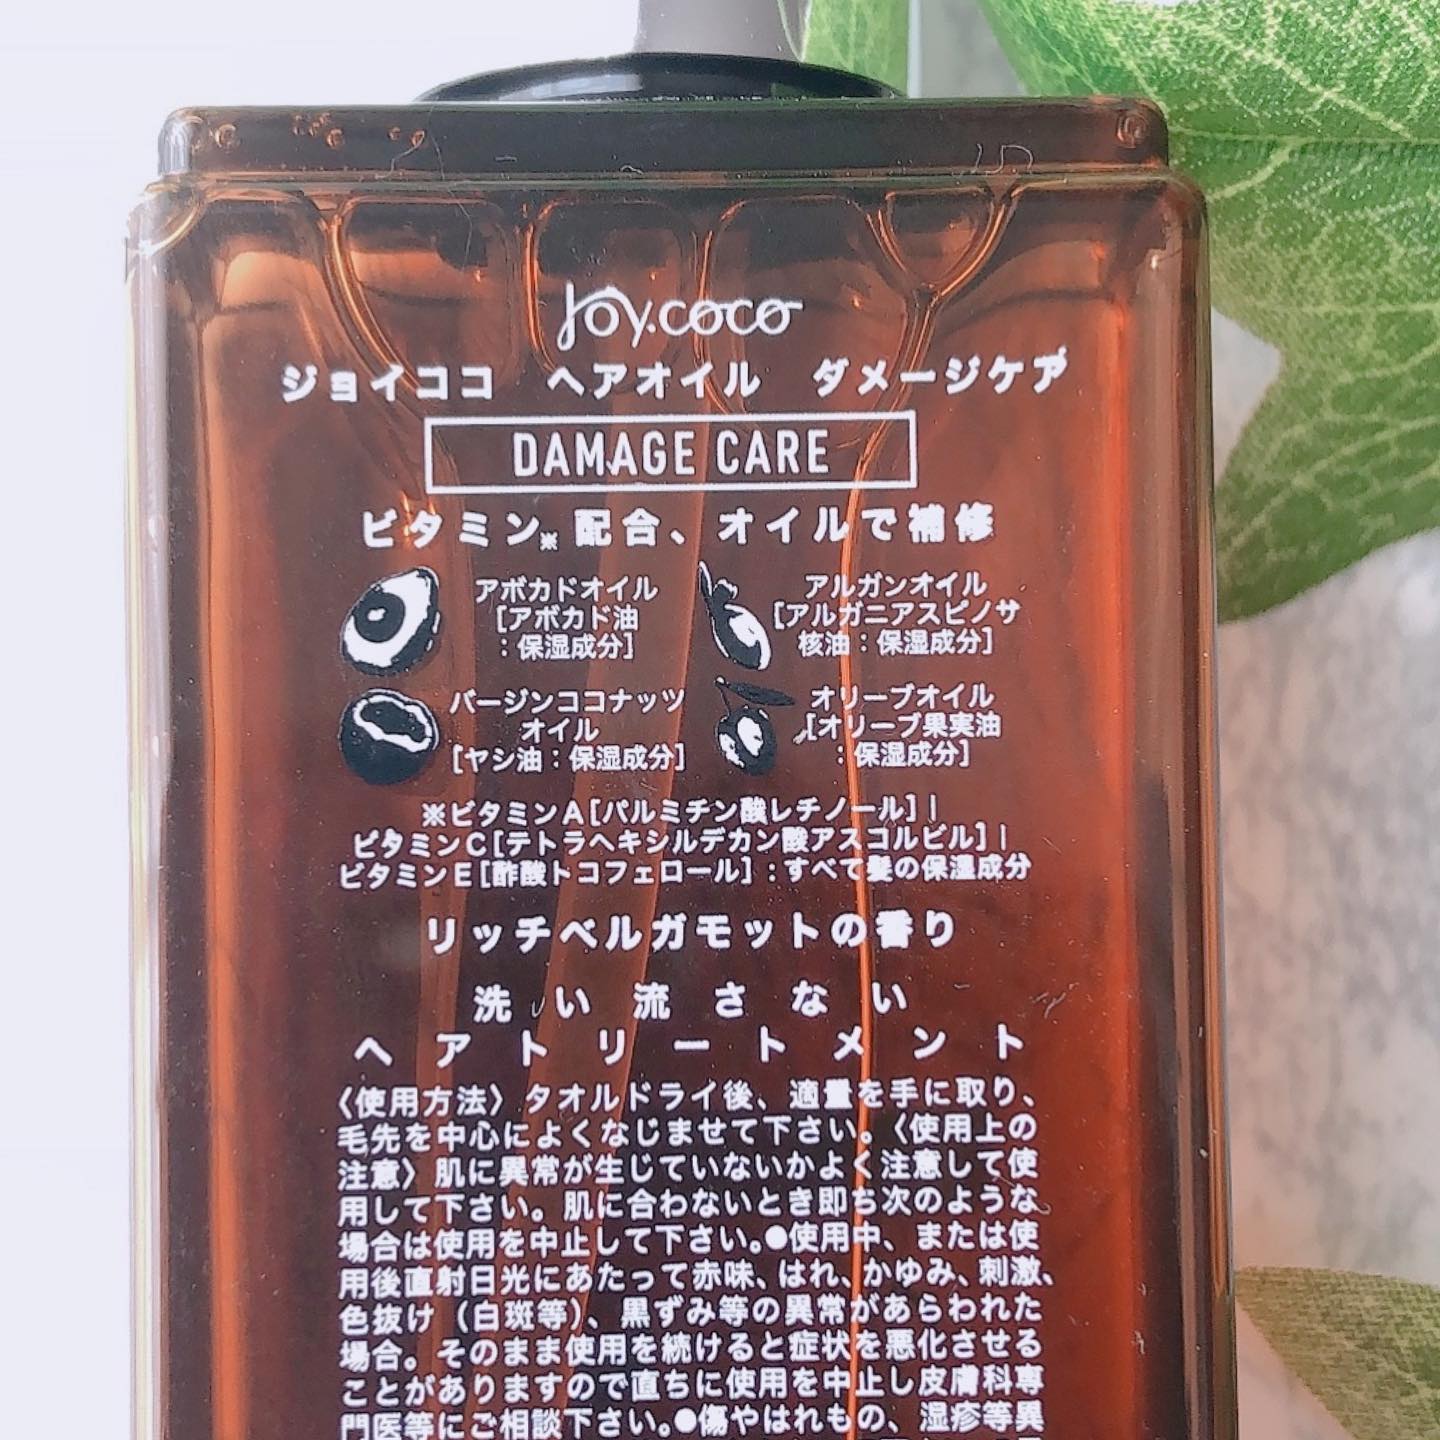 Joy.coco
ジョイココ ヘアオイル ダメージケア
DAMAGE CARE
ビタミン※配合、オイルで補修
アボカドオイル
[アボカド油
：保湿成分]
アルガンオイル
[アルガニアスピノサ
核油：保湿成分]
バージンココナッツ
オイル
[ヤシ油：保湿成分]
オリーブオイル
[オリーブ果実油
：保湿成分]
※ビタミンA[パルミチン酸レチノール]｜
ビタミンC[テトラヘキシルデカン酸アスコルビル]｜
ビタミンE[酢酸トコフェロール]：すべて髪の保湿成分
リッチベルガモットの香り
洗い流さない
ヘアトリートメント
〈使用方法〉タオルドライ後、適量を手に取り、
毛先を中心によくなじませて下さい。〈使用上の
注意〉肌に異常が生じていないかよく注意して使
用して下さい。肌に合わないとき即ち次のような
場合は使用を中止して下さい。●使用中、または使
用後直射日光にあたって赤味、はれ、かゆみ、刺激、
色抜け（白斑等）、黒ずみ等の異常があらわれた
場合。そのまま使用を続けると症状を悪化させる
ことがありますので直ちに使用を中止し皮膚科専
門医等にご相談下さい。●傷やはれもの、湿疹等異